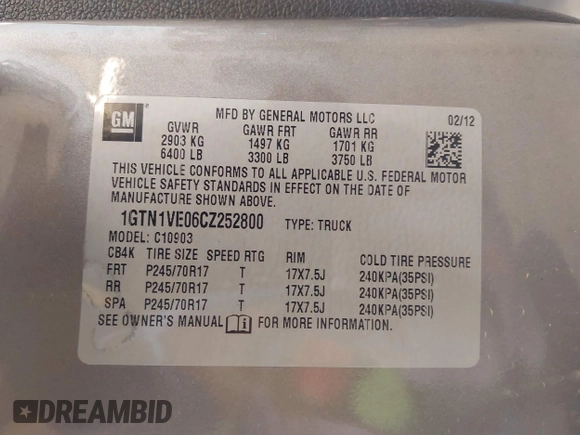 GM
MFD BY GENERAL MOTORS LLC 02/12
GVWR GAWR FRT GAWR RR
2903 KG 1497 KG 1701 KG
6400 LB 3300 LB 3750 LB
THIS VEHICLE CONFORMS TO ALL APPLICABLE U.S. FEDERAL MOTOR
VEHICLE SAFETY STANDARDS IN EFFECT ON THE DATE OF
MANUFACTURE SHOWN ABOVE.
1GTN1VE06CZ252800 TYPE: TRUCK
MODEL: C10903
CB4K TIRE SIZE SPEED RTG RIM COLD TIRE PRESSURE
FRT P245/70R17 T 17X7.5J 240KPA(35PSI)
RR P245/70R17 T 17X7.5J 240KPA(35PSI)
SPA P245/70R17 T 17X7.5J 240KPA(35PSI)
SEE OWNER'S MANUAL FOR MORE INFORMATION.
DREAMBID